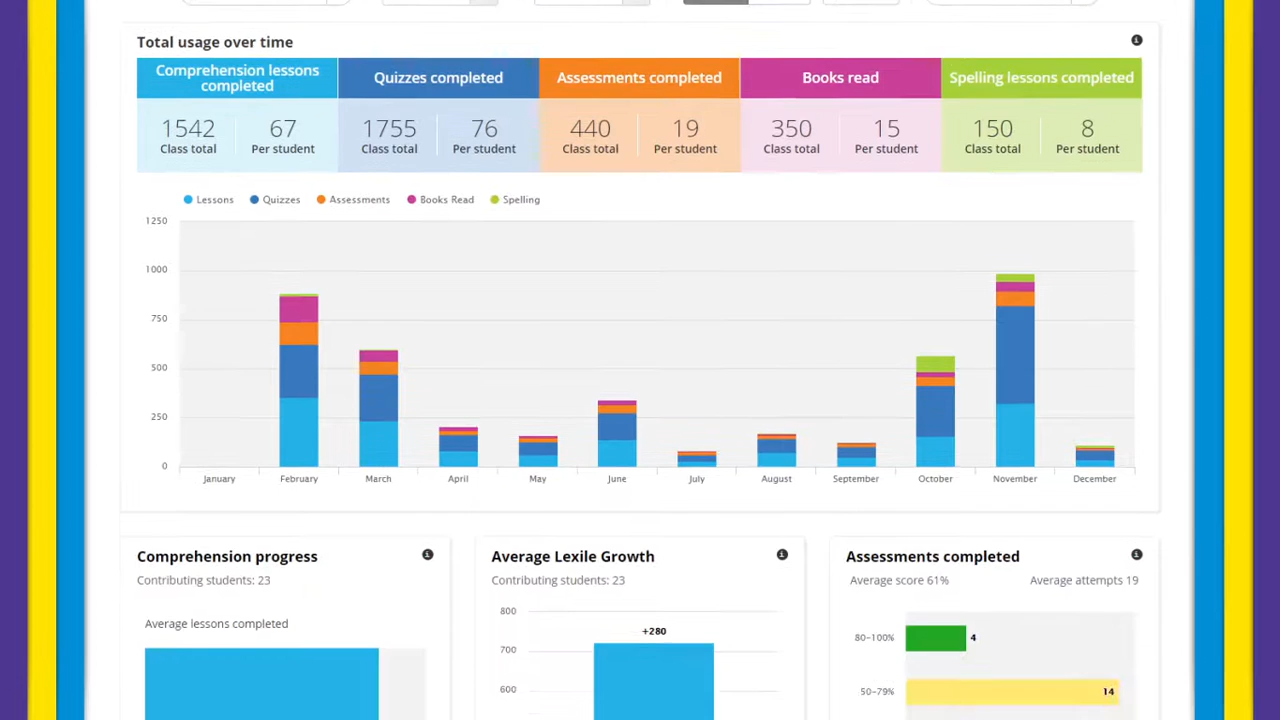 Total usage over time
Comprehension lessons completed
Quizzes completed
Assessments completed
Books read
Spelling lessons completed
1542 67 1755 76 440 19 350 15 150 8
Class total Per student Class total Per student Class total Per student Class total Per student Class total Per student
Lessons Quizzes Assessments Books Read Spelling
1250
1000
750
500
250
0
January February March April May June July August September October November December
Comprehension progress
Contributing students: 23
Average lessons completed
Average Lexile Growth
Contributing students: 23
800
+280
700
600
Assessments completed
Average score 61% Average attempts 19
80–100% 4
50–79% 14